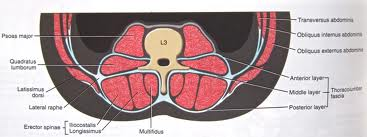 Psoas major
Quadratus
lumborum
Latissimus
dorsi
Lateral raphe
Erector spinae
Iliocostalis
Longissimus
Multifidus
L3
Transversus abdominis
Obliquus internus abdominis
Obliquus externus abdominis
Anterior layer
Middle layer
Posterior layer
Thoracolumbar
fascia